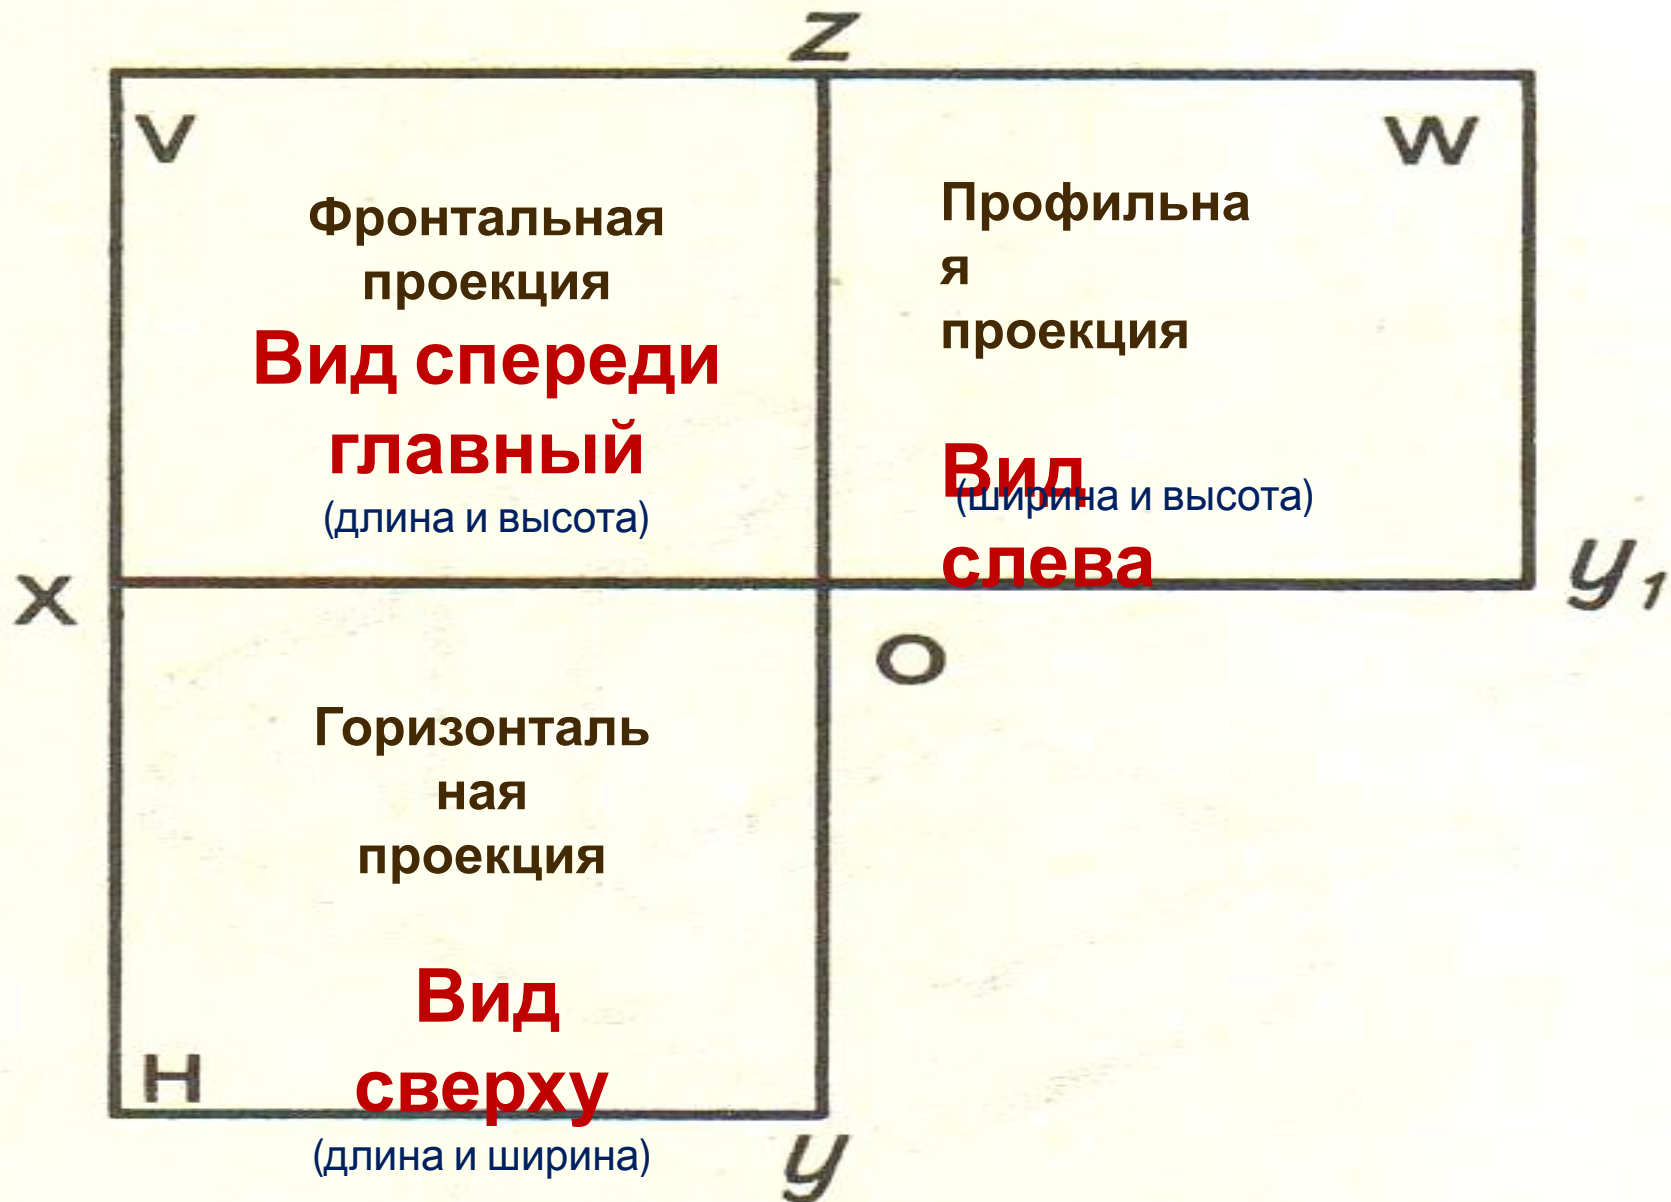 z
V
W
Фронтальная
проекция
Вид спереди
главный
(длина и высота)
Профильна
я
проекция
Вид
(ширина и высота)
слева
x
y₁
O
Горизонталь
ная
проекция
Вид
сверху
H
(длина и ширина)
y